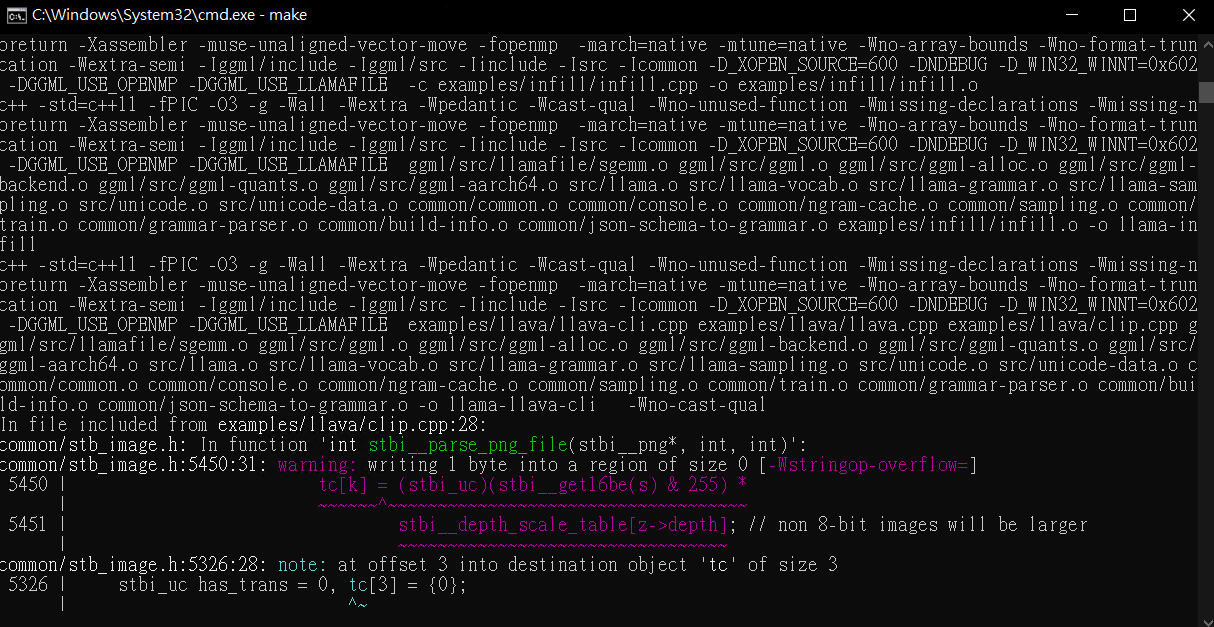 C:\Windows\System32\cmd.exe - make
oreturn -Xassembler -muse-unaligned-vector-move -fopenmp  -march=native -mtune=native -Wno-array-bounds -Wno-format-trun
cation -Wextra-semi -Iggml/include -Iggml/src -Iinclude -Isrc -Icommon -D_XOPEN_SOURCE=600 -DNDEBUG -D_WIN32_WINNT=0x602
 -DGGML_USE_OPENMP -DGGML_USE_LLAMAFILE  -c examples/infill/infill.cpp -o examples/infill/infill.o
c++ -std=c++11 -fPIC -O3 -g -Wall -Wextra -Wpedantic -Wcast-qual -Wno-unused-function -Wmissing-declarations -Wmissing-n
oreturn -Xassembler -muse-unaligned-vector-move -fopenmp  -march=native -mtune=native -Wno-array-bounds -Wno-format-trun
cation -Wextra-semi -Iggml/include -Iggml/src -Iinclude -Isrc -Icommon -D_XOPEN_SOURCE=600 -DNDEBUG -D_WIN32_WINNT=0x602
 -DGGML_USE_OPENMP -DGGML_USE_LLAMAFILE  ggml/src/llamafile/sgemm.o ggml/src/ggml.o ggml/src/ggml-alloc.o ggml/src/ggml-
backend.o ggml/src/ggml-quants.o ggml/src/ggml-aarch64.o src/llama.o src/llama-vocab.o src/llama-grammar.o src/llama-sam
pling.o src/unicode.o src/unicode-data.o common/common.o common/console.o common/ngram-cache.o common/sampling.o common/
train.o common/grammar-parser.o common/build-info.o common/json-schema-to-grammar.o examples/infill/infill.o -o llama-in
fill
c++ -std=c++11 -fPIC -O3 -g -Wall -Wextra -Wpedantic -Wcast-qual -Wno-unused-function -Wmissing-declarations -Wmissing-n
oreturn -Xassembler -muse-unaligned-vector-move -fopenmp  -march=native -mtune=native -Wno-array-bounds -Wno-format-trun
cation -Wextra-semi -Iggml/include -Iggml/src -Iinclude -Isrc -Icommon -D_XOPEN_SOURCE=600 -DNDEBUG -D_WIN32_WINNT=0x602
 -DGGML_USE_OPENMP -DGGML_USE_LLAMAFILE  examples/llava/llava-cli.cpp examples/llava/llava.cpp examples/llava/clip.cpp g
gml/src/llamafile/sgemm.o ggml/src/ggml.o ggml/src/ggml-alloc.o ggml/src/ggml-backend.o ggml/src/ggml-quants.o ggml/src/
ggml-aarch64.o src/llama.o src/llama-vocab.o src/llama-grammar.o src/llama-sampling.o src/unicode.o src/unicode-data.o c
ommon/common.o common/console.o common/ngram-cache.o common/sampling.o common/train.o common/grammar-parser.o common/bui
ld-info.o common/json-schema-to-grammar.o -o llama-llava-cli   -Wno-cast-qual
In file included from examples/llava/clip.cpp:28:
common/stb_image.h: In function 'int stbi__parse_png_file(stbi__png*, int, int)':
common/stb_image.h:5450:31: warning: writing 1 byte into a region of size 0 [-Wstringop-overflow=]
 5450 |                         tc[k] = (stbi_uc)(stbi__get16be(s) & 255) *
      |                         ~~~~~~^~~~~~~~~~~~~~~~~~~~~~~~~~~~~~~~~~~~~
 5451 |                                 stbi__depth_scale_table[z->depth]; // non 8-bit images will be larger
      |                                 ~~~~~~~~~~~~~~~~~~~~~~~~~~~~~~~~~
common/stb_image.h:5326:28: note: at offset 3 into destination object 'tc' of size 3
 5326 |     stbi_uc has_trans = 0, tc[3] = {0};
      |                            ^~